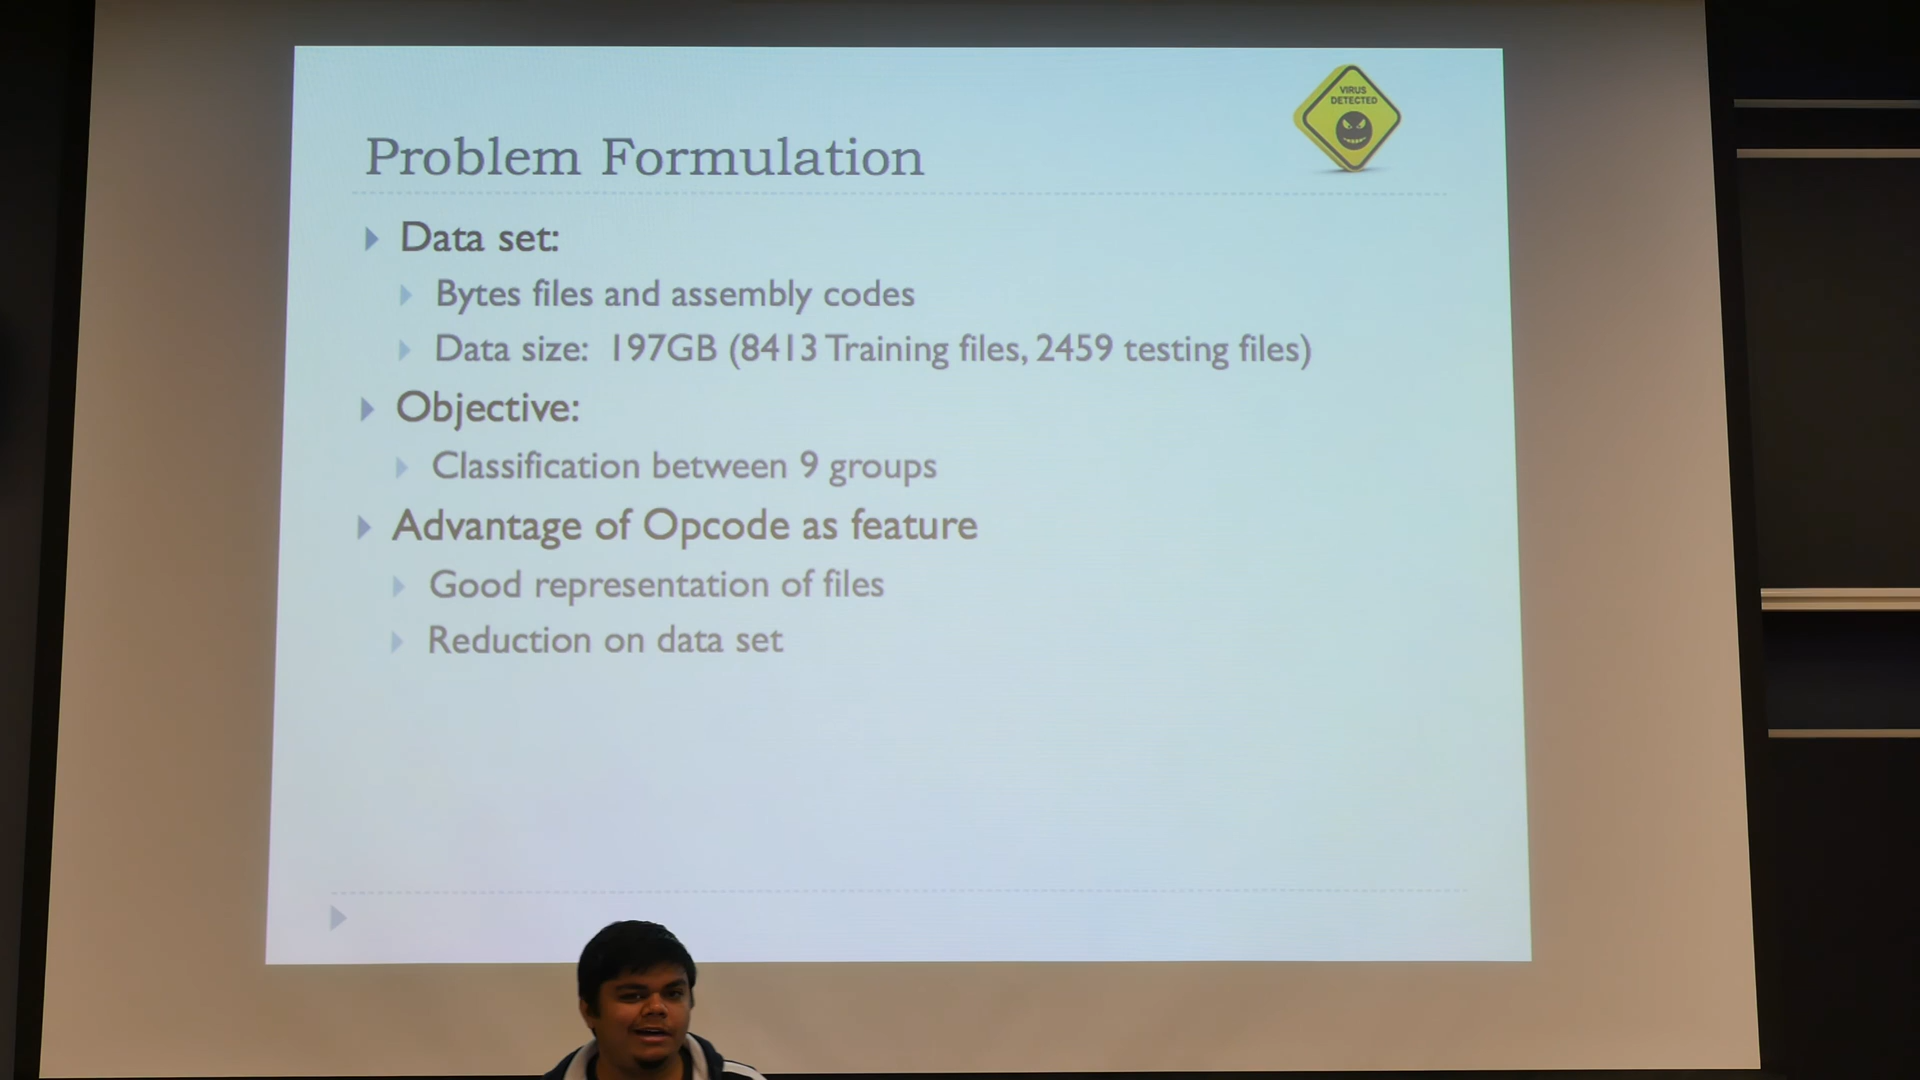 VIRUS
DETECTED
Problem Formulation
Data set:
Bytes files and assembly codes
Data size: 197GB (8413 Training files, 2459 testing files)
Objective:
Classification between 9 groups
Advantage of Opcode as feature
Good representation of files
Reduction on data set